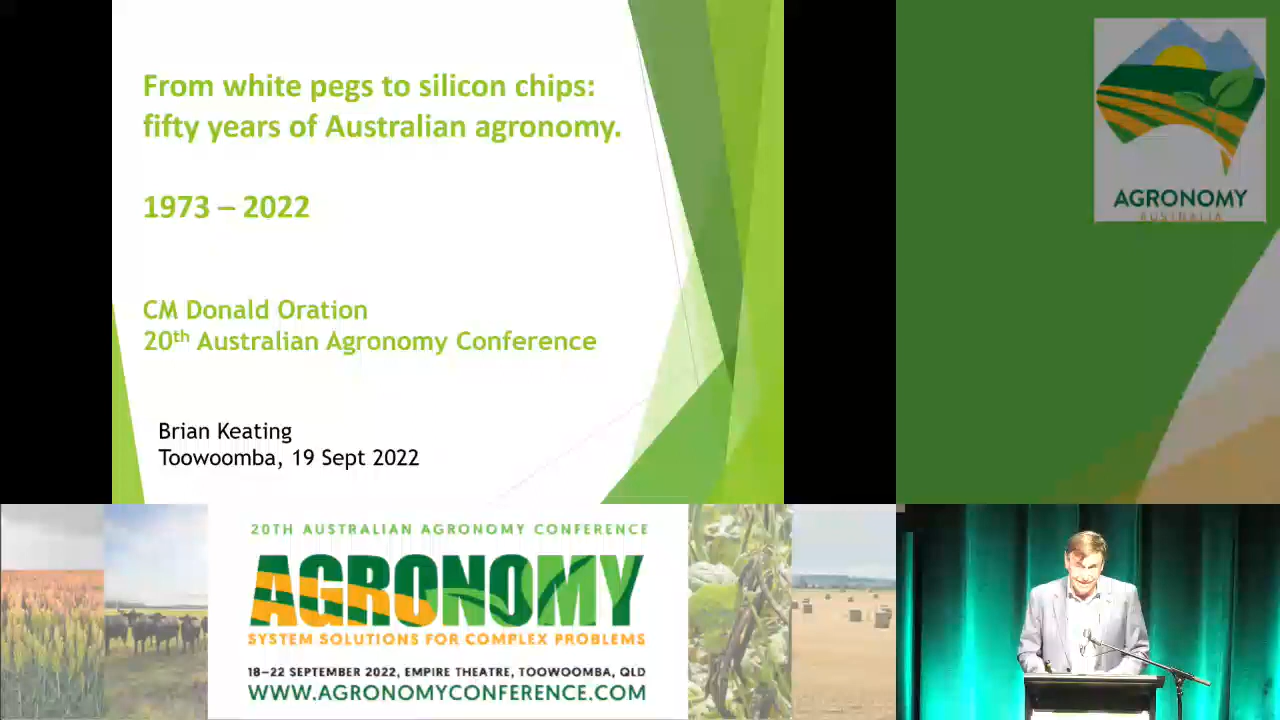 From white pegs to silicon chips:
fifty years of Australian agronomy.
1973 – 2022
CM Donald Oration
20th Australian Agronomy Conference
Brian Keating
Toowoomba, 19 Sept 2022
AGRONOMY
AUSTRALIA
20TH AUSTRALIAN AGRONOMY CONFERENCE
AGRONOMY
SYSTEM SOLUTIONS FOR COMPLEX PROBLEMS
18–22 SEPTEMBER 2022, EMPIRE THEATRE, TOOWOOMBA, QLD
WWW.AGRONOMYCONFERENCE.COM